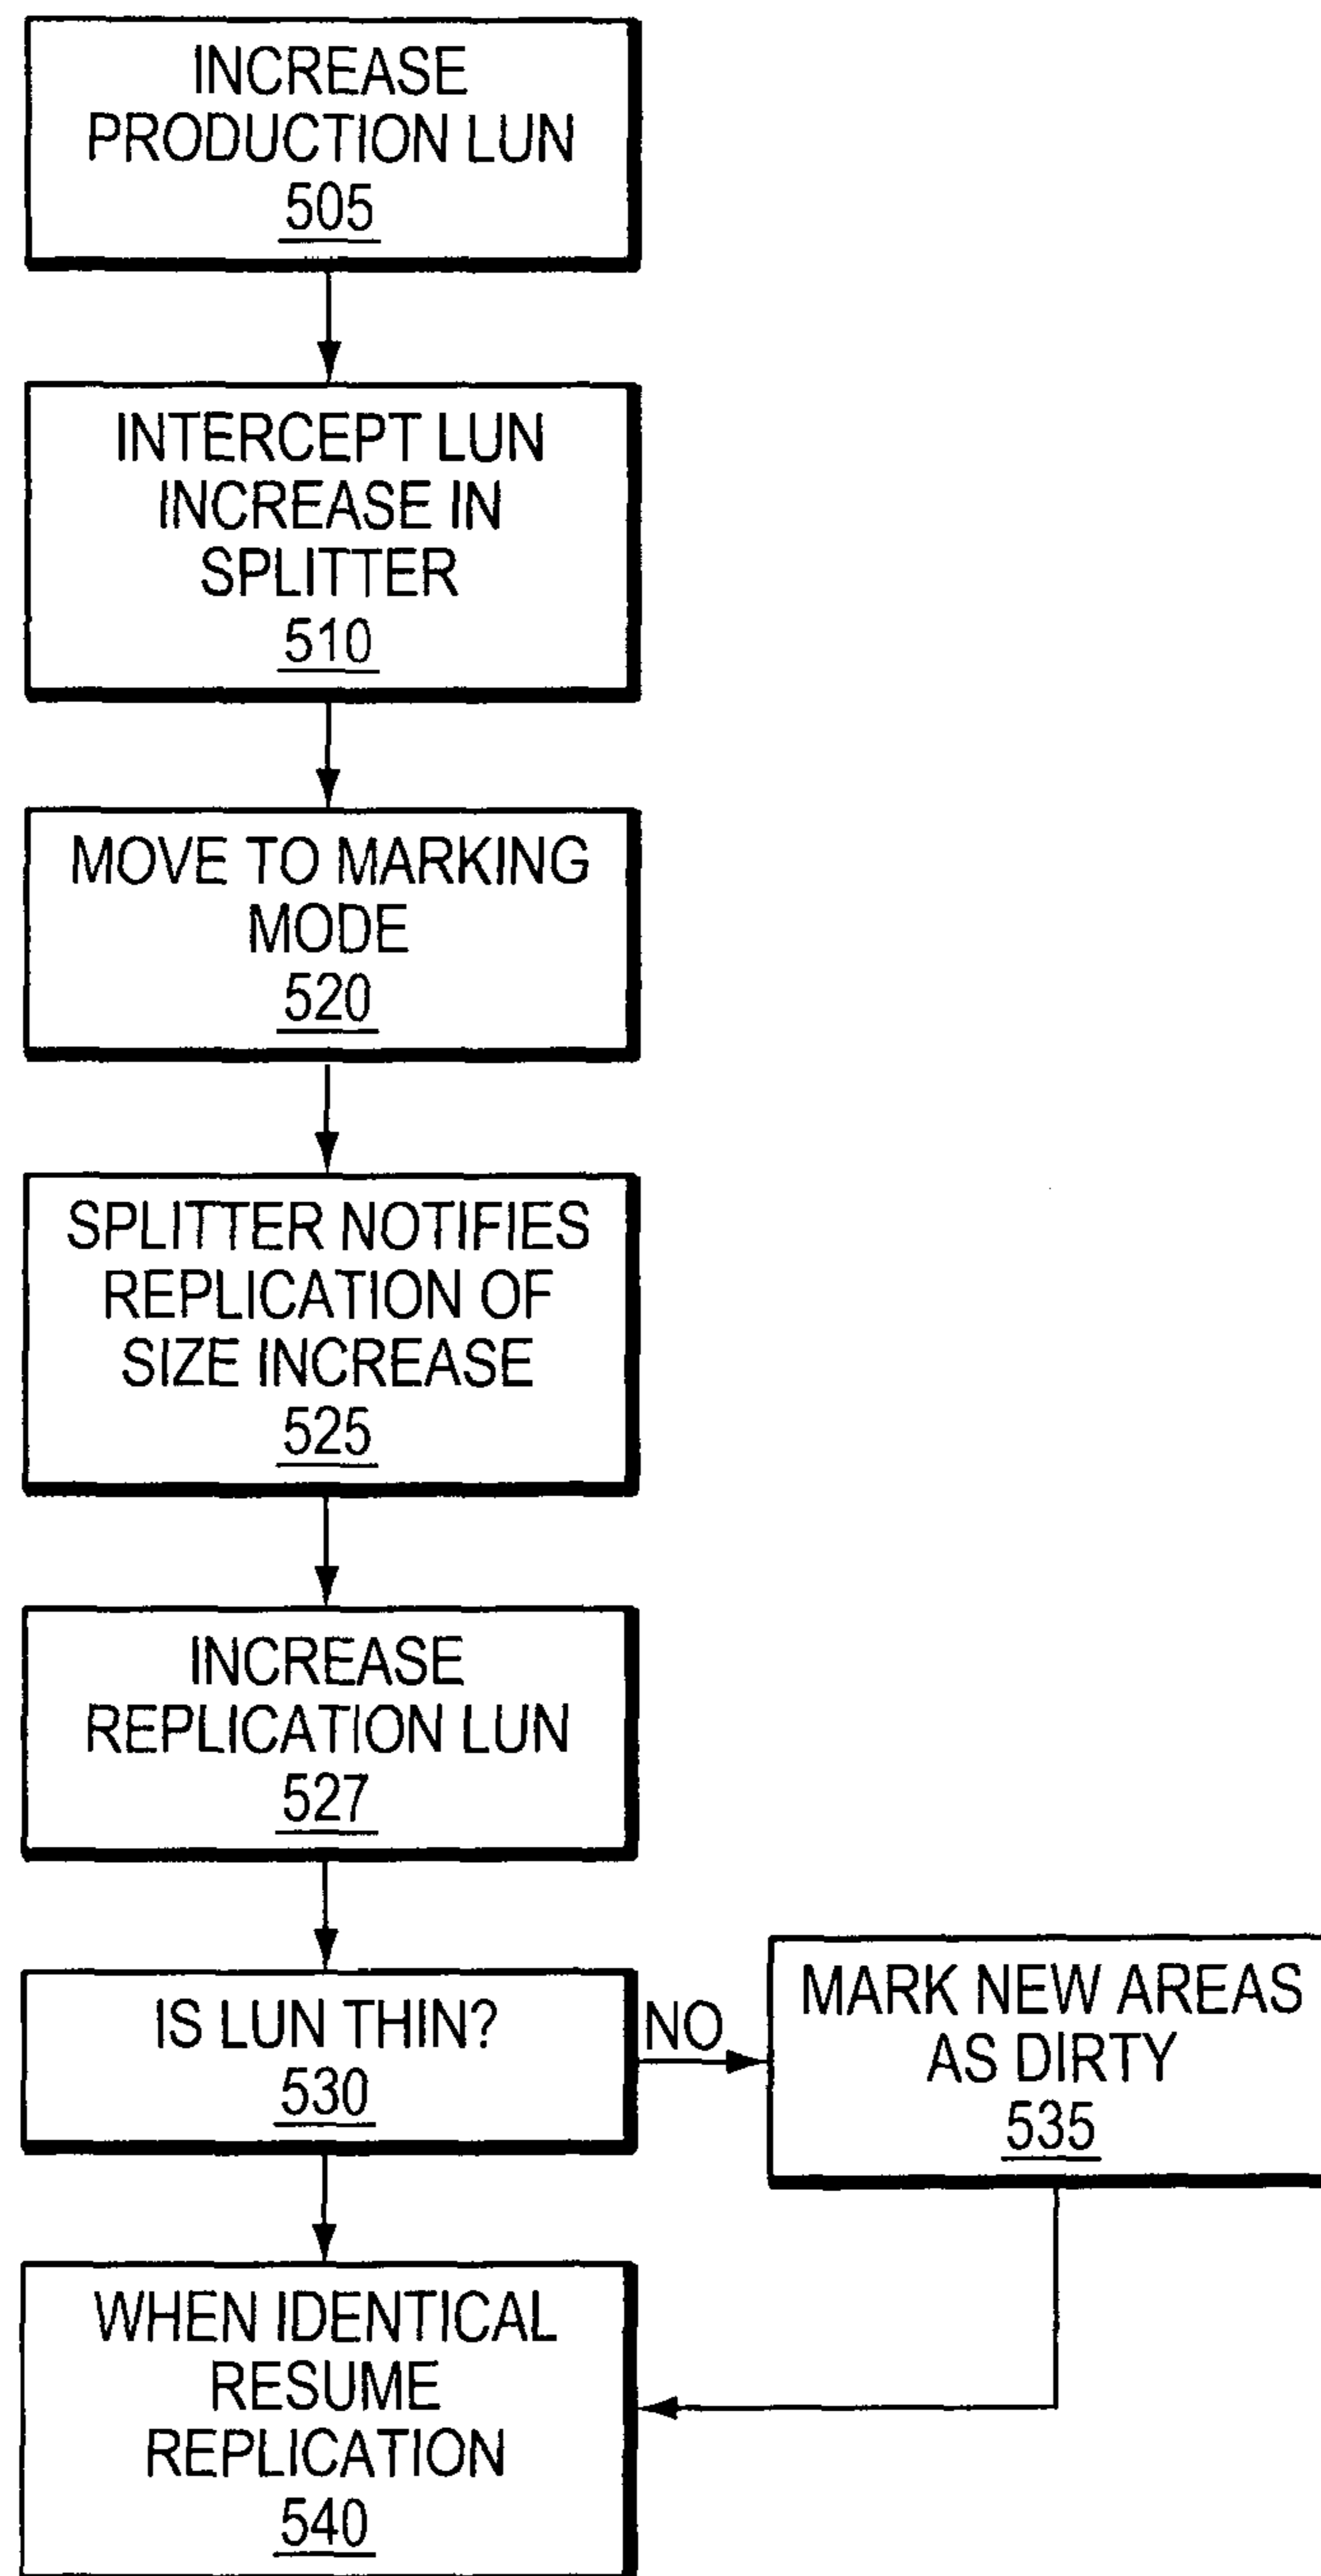 INCREASE
PRODUCTION LUN
505
INTERCEPT LUN
INCREASE IN
SPLITTER
510
MOVE TO MARKING
MODE
520
SPLITTER NOTIFIES
REPLICATION OF
SIZE INCREASE
525
INCREASE
REPLICATION LUN
527
IS LUN THIN?
530
NO
MARK NEW AREAS
AS DIRTY
535
WHEN IDENTICAL
RESUME
REPLICATION
540